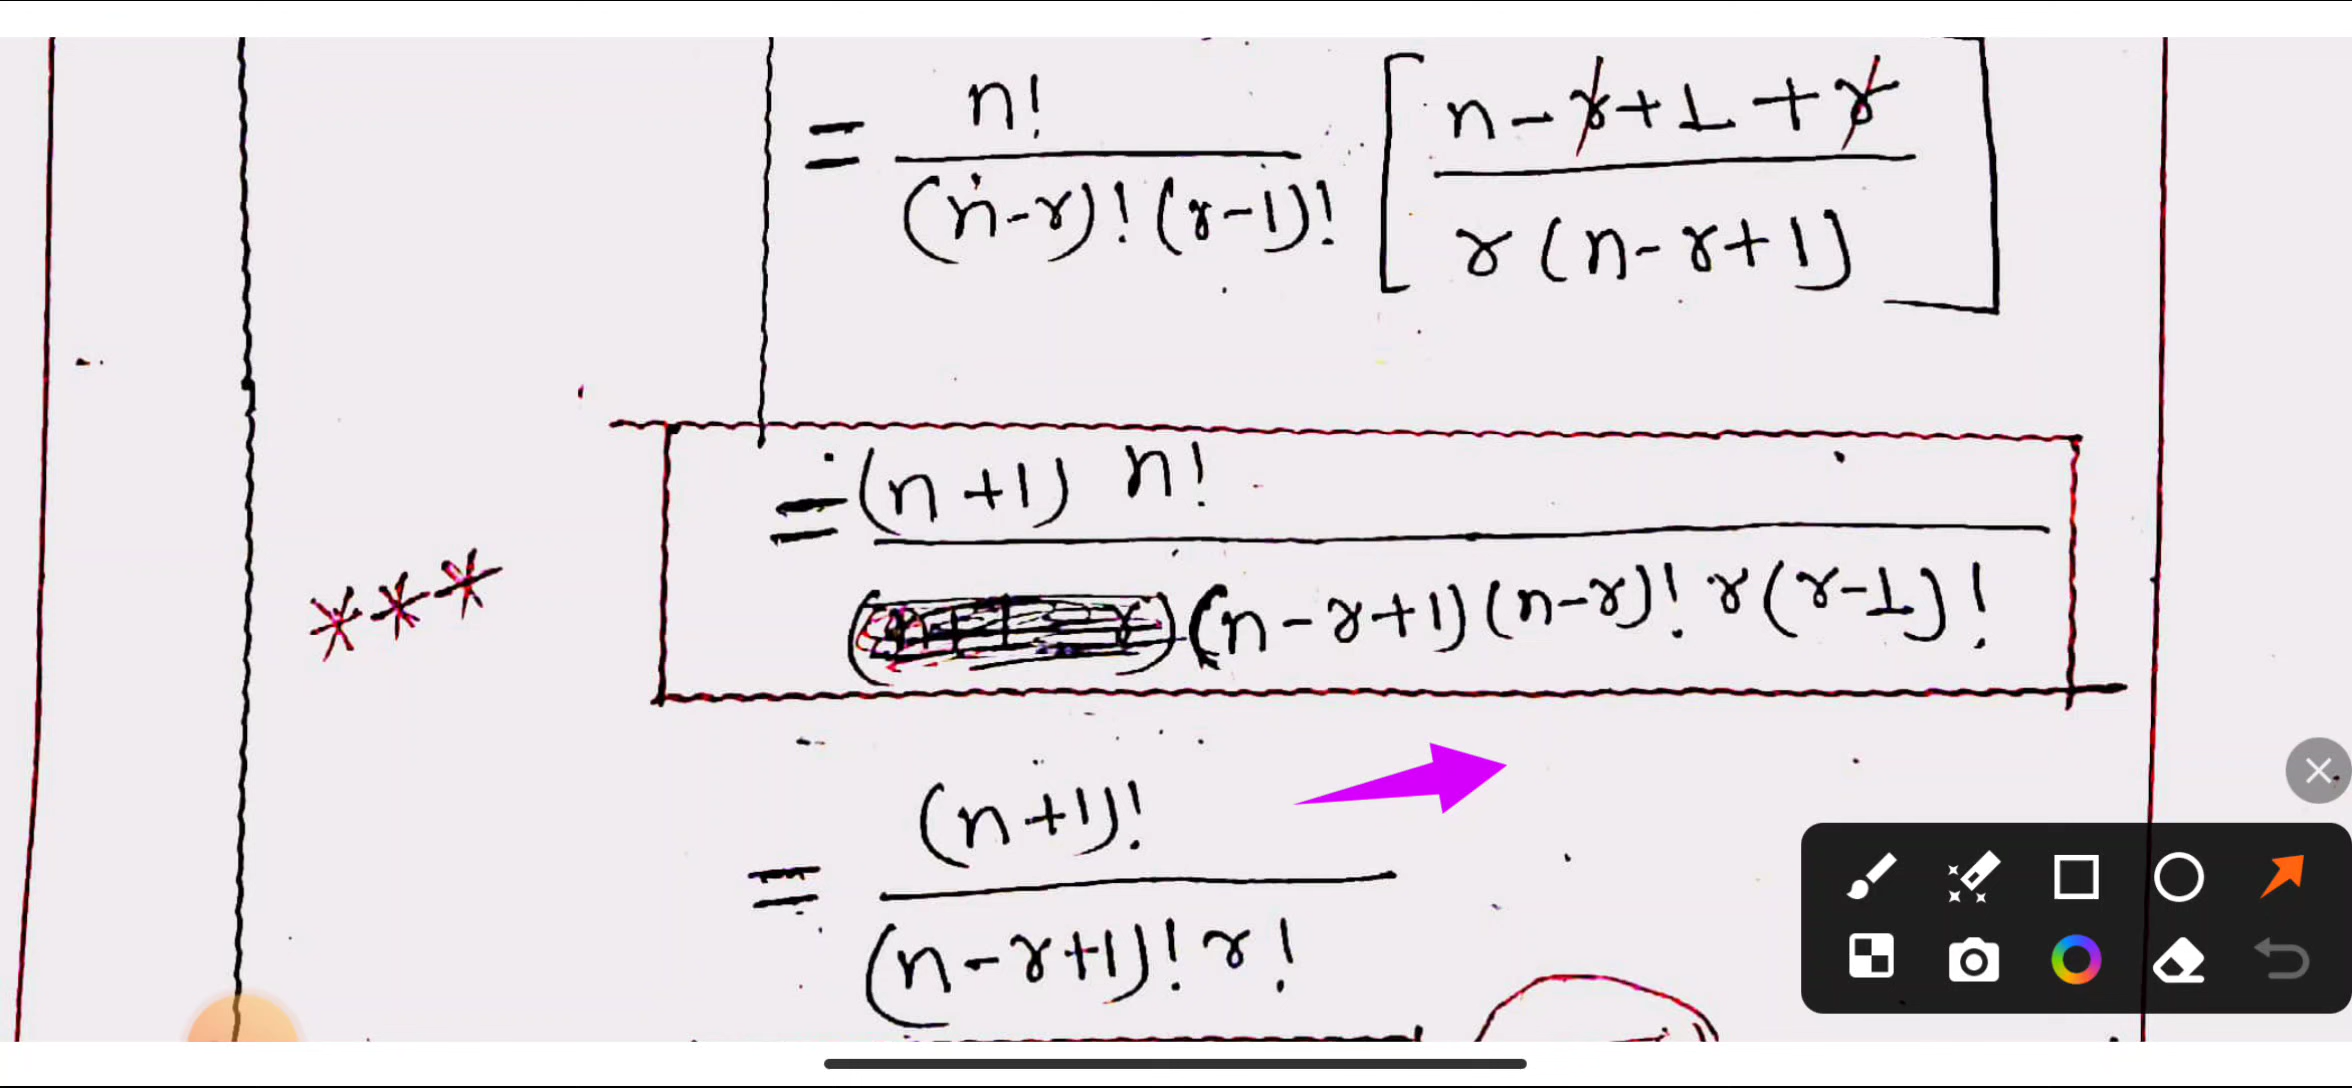 = n! / (n-r)! (r-1)! [ n-r+1+r / r(n-r+1) ]
= (n+1) n! / (n-r+1)(n-r)! r(r-1)!
***
= (n+1)! / (n-r+1)! r!